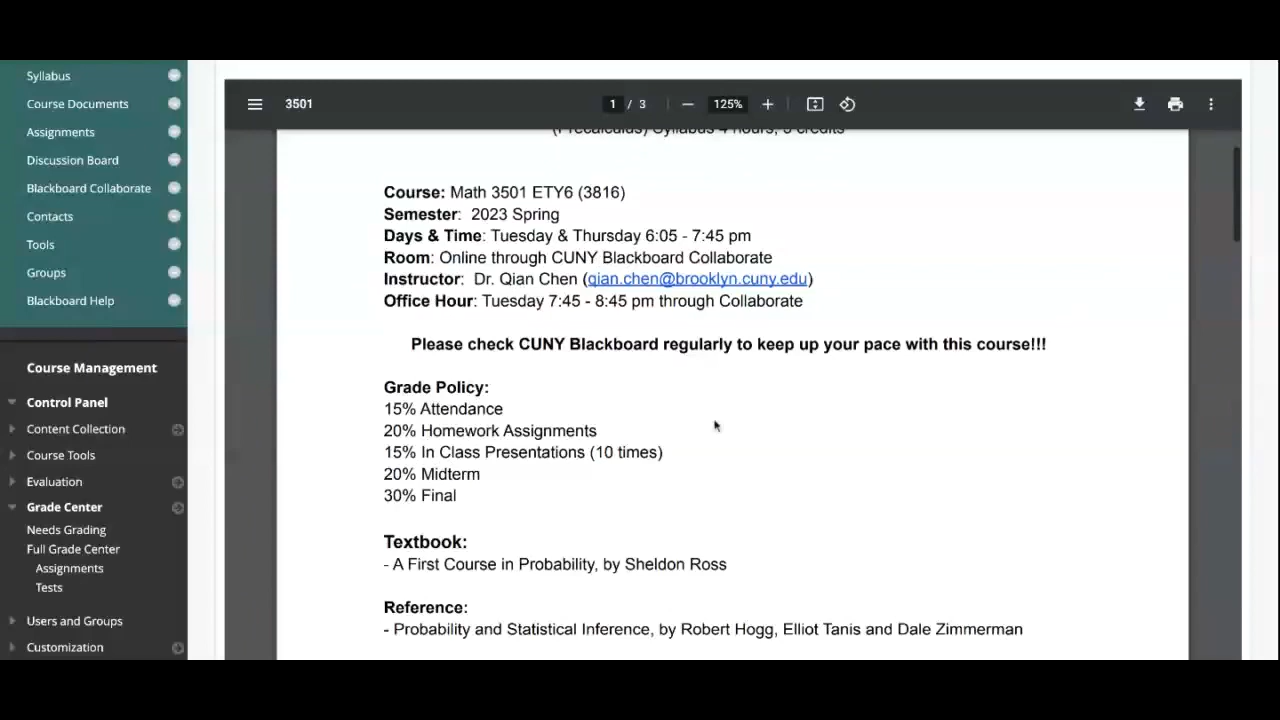 Syllabus
Course Documents
Assignments
Discussion Board
Blackboard Collaborate
Contacts
Tools
Groups
Blackboard Help
Course Management
Control Panel
Content Collection
Course Tools
Evaluation
Grade Center
Needs Grading
Full Grade Center
Assignments
Tests
Users and Groups
Customization
3501
1 / 3
125%
(Precalculus) Syllabus 4 hours, 3 credits
Course: Math 3501 ETY6 (3816)
Semester: 2023 Spring
Days & Time: Tuesday & Thursday 6:05 - 7:45 pm
Room: Online through CUNY Blackboard Collaborate
Instructor: Dr. Qian Chen (qian.chen@brooklyn.cuny.edu)
Office Hour: Tuesday 7:45 - 8:45 pm through Collaborate
Please check CUNY Blackboard regularly to keep up your pace with this course!!!
Grade Policy:
15% Attendance
20% Homework Assignments
15% In Class Presentations (10 times)
20% Midterm
30% Final
Textbook:
- A First Course in Probability, by Sheldon Ross
Reference:
- Probability and Statistical Inference, by Robert Hogg, Elliot Tanis and Dale Zimmerman